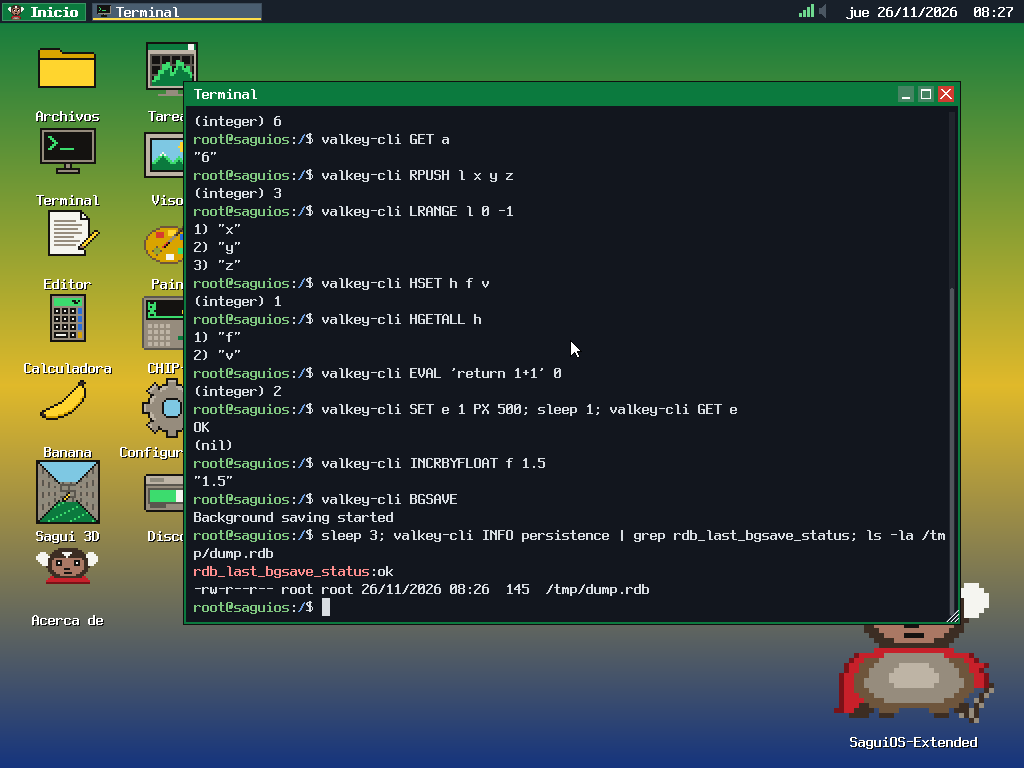 Inicio
Terminal
jue 26/11/2026 08:27
Archivos
Terminal
Editor
Calculadora
Banana
Configur
Sagui 3D
Acerca de
Terminal
(integer) 6
root@saguios:/$ valkey-cli GET a
"6"
root@saguios:/$ valkey-cli RPUSH l x y z
(integer) 3
root@saguios:/$ valkey-cli LRANGE l 0 -1
1) "x"
2) "y"
3) "z"
root@saguios:/$ valkey-cli HSET h f v
(integer) 1
root@saguios:/$ valkey-cli HGETALL h
1) "f"
2) "v"
root@saguios:/$ valkey-cli EVAL 'return 1+1' 0
(integer) 2
root@saguios:/$ valkey-cli SET e 1 PX 500; sleep 1; valkey-cli GET e
OK
(nil)
root@saguios:/$ valkey-cli INCRBYFLOAT f 1.5
"1.5"
root@saguios:/$ valkey-cli BGSAVE
Background saving started
root@saguios:/$ sleep 3; valkey-cli INFO persistence | grep rdb_last_bgsave_status; ls -la /tm
p/dump.rdb
rdb_last_bgsave_status:ok
-rw-r--r-- root root 26/11/2026 08:26 145 /tmp/dump.rdb
root@saguios:/$
SaguiOS-Extended